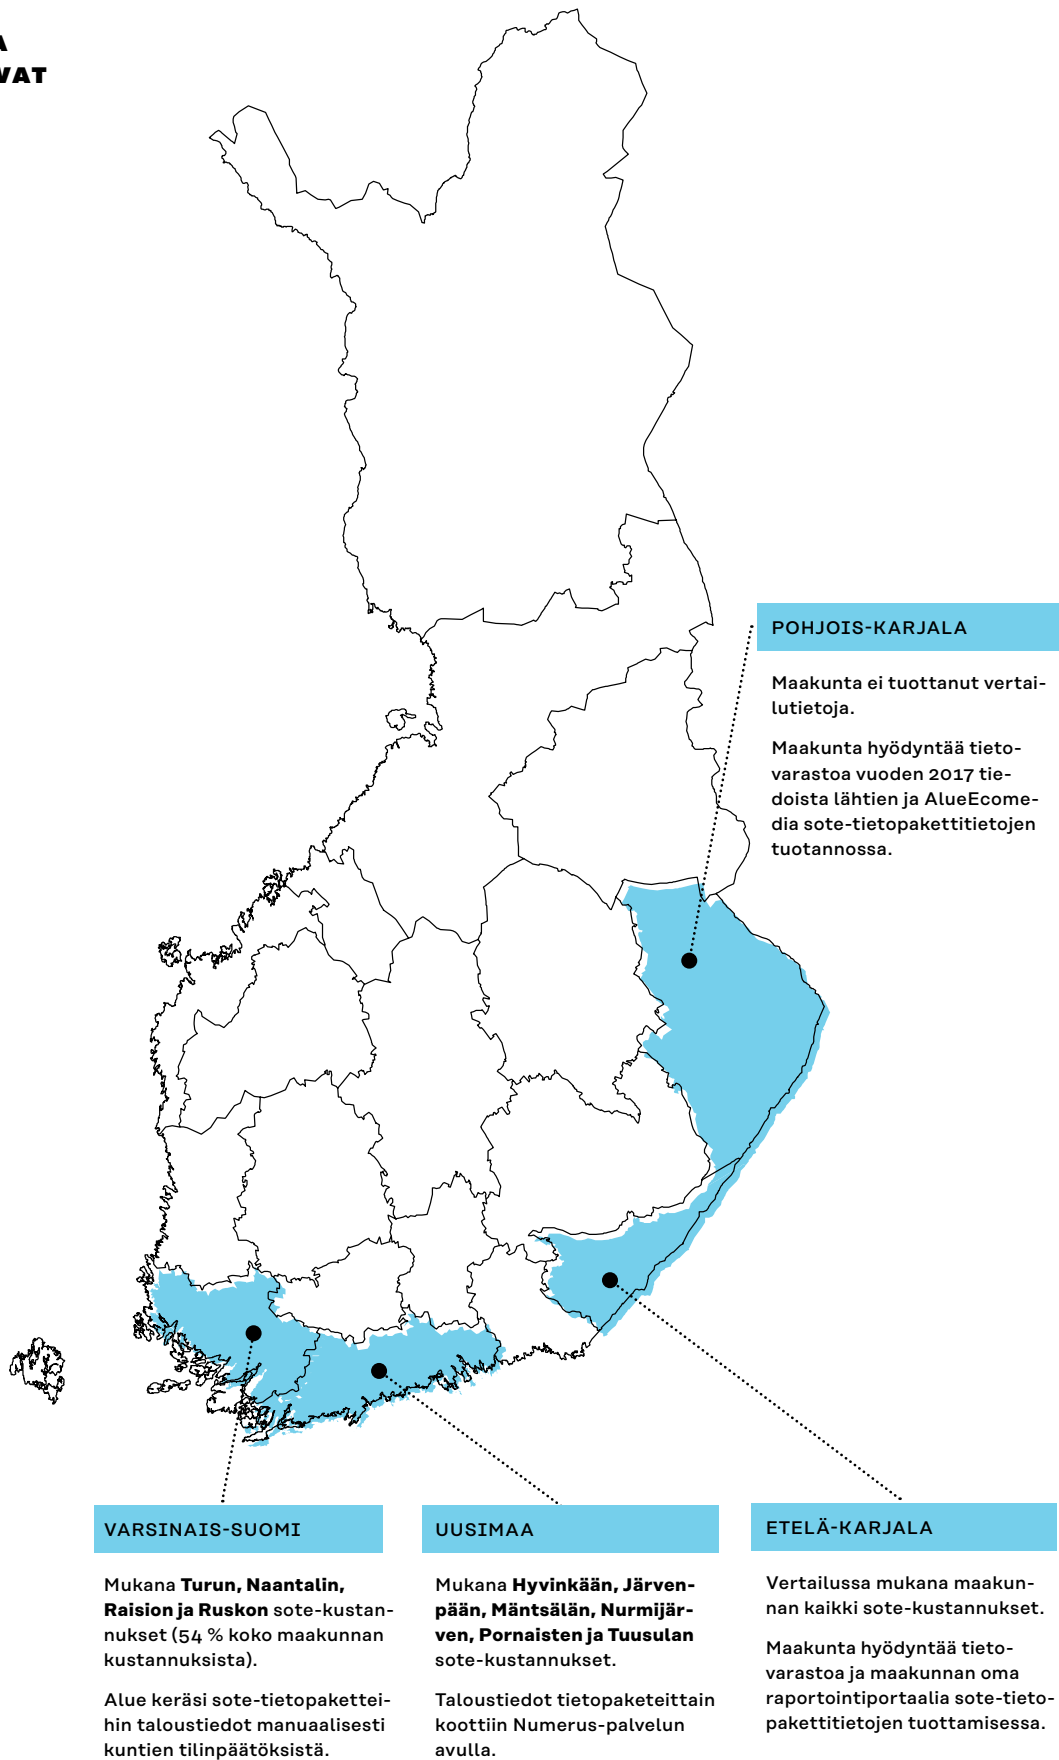 A
VAT
POHJOIS-KARJALA
Maakunta ei tuottanut vertai-
lutietoja.
Maakunta hyödyntää tieto-
varastoa vuoden 2017 tie-
doista lähtien ja AlueEcome-
dia sote-tietopakettitietojen
tuotannossa.
VARSINAIS-SUOMI
Mukana Turun, Naantalin,
Raision ja Ruskon sote-kustan-
nukset (54 % koko maakunnan
kustannuksista).
Alue keräsi sote-tietopakettei-
hin taloustiedot manuaalisesti
kuntien tilinpäätöksistä.
UUSIMAA
Mukana Hyvinkään, Järven-
pään, Mäntsälän, Nurmijär-
ven, Pornaisten ja Tuusulan
sote-kustannukset.
Taloustiedot tietopaketeittain
koottiin Numerus-palvelun
avulla.
ETELÄ-KARJALA
Vertailussa mukana maakun-
nan kaikki sote-kustannukset.
Maakunta hyödyntää tieto-
varastoa ja maakunnan oma
raportointiportaalia sote-tieto-
pakettitietojen tuottamisessa.